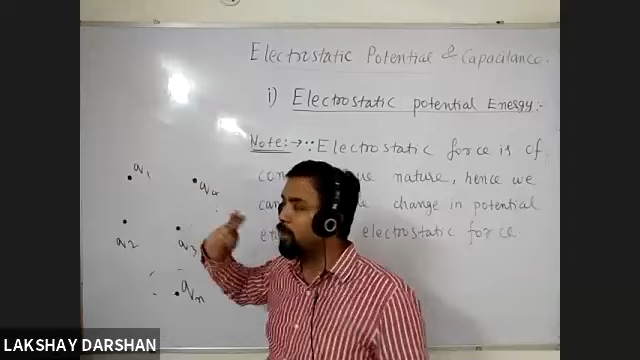 Electrostatic Potential & Capacitance:
i) Electrostatic potential Energy:-
Note:→ ∵ Electrostatic force is of
nature, hence we
change in potential
electrostatic force.
q1
q4
q2
q3
qn
LAKSHAY DARSHAN